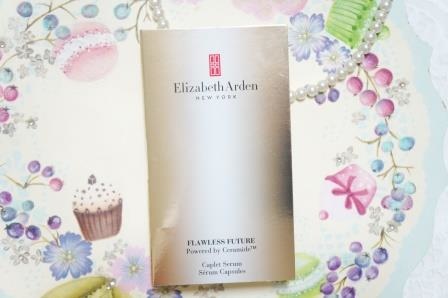 Elizabeth Arden
NEW YORK
FLAWLESS FUTURE
Powered by Ceramide™
Caplet Serum
Sérum Capsules